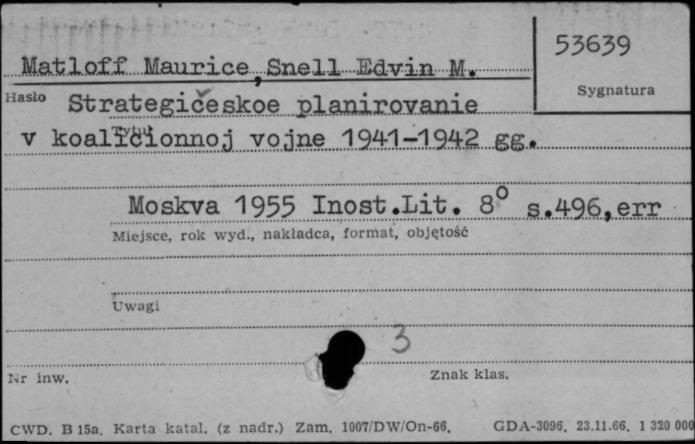 53639
Matloff Maurice, Snell Edvin M.
Sygnatura
Hasło
Strategičeskoe planirovanie
Tytuł
v koalicionnoj vojne 1941-1942 gg.
Moskva 1955 Inost.Lit. 8° s.496,err
Miejsce, rok wyd., nakładca, format, objętość
Uwagi
3
Nr inw.
Znak klas.
CWD. B 15a. Karta katal. (z nadr.) Zam. 1007/DW/On-66. GDA-3096. 23.11.66. 1 320 000